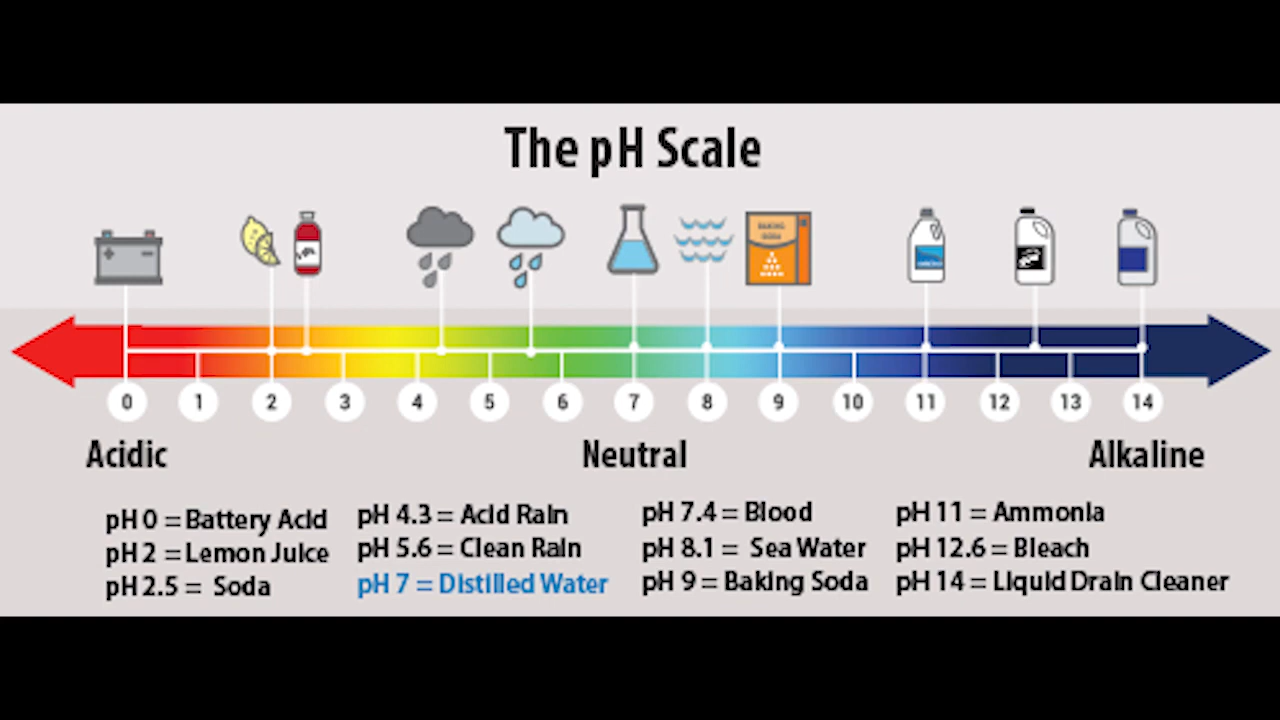 The pH Scale
BAKING
SODA
0 1 2 3 4 5 6 7 8 9 10 11 12 13 14
Acidic Neutral Alkaline
pH 0 = Battery Acid
pH 2 = Lemon Juice
pH 2.5 = Soda
pH 4.3 = Acid Rain
pH 5.6 = Clean Rain
pH 7 = Distilled Water
pH 7.4 = Blood
pH 8.1 = Sea Water
pH 9 = Baking Soda
pH 11 = Ammonia
pH 12.6 = Bleach
pH 14 = Liquid Drain Cleaner